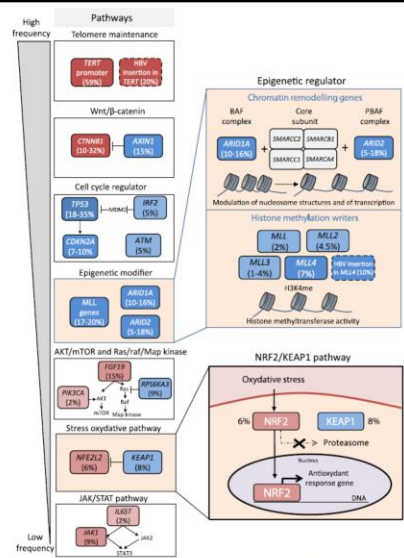 High
frequency
Pathways
Telomere maintenance
TERT
promoter
(59%)
HBV
insertion in
TERT (20%)
Wnt/β-catenin
CTNNB1
(10-32%)
AXIN1
(15%)
Cell cycle regulator
TP53
(18-35%)
MDM2
IRF2
(5%)
CDKN2A
(7-10%)
ATM
(5%)
Epigenetic modifier
MLL
genes
(17-20%)
ARID1A
(10-16%)
ARID2
(5-18%)
AKT/mTOR and Ras/raf/Map kinase
FGF19
(15%)
PIK3CA
(2%)
AKT
mTOR
Ras
Raf
Map kinase
RPS6KA3
(9%)
Stress oxydative pathway
NFE2L2
(6%)
KEAP1
(8%)
JAK/STAT pathway
IL6ST
(2%)
JAK1
(9%)
JAK2
STAT3
Low
frequency
Epigenetic regulator
Chromatin remodelling genes
BAF
complex
Core
subunit
PBAF
complex
ARID1A
(10-16%)
+
SMARCC2
SMARCB1
SMARCC1
SMARCA4
+
ARID2
(5-18%)
Modulation of nucleosome structures and of transcription
Histone methylation writers
MLL
(2%)
MLL2
(4.5%)
MLL3
(1-4%)
MLL4
(7%)
HBV insertion
in MLL4 (10%)
H3K4me
Histone methyltransferase activity
NRF2/KEAP1 pathway
Oxydative stress
6%
NRF2
KEAP1
8%
Proteasome
Nucleus
Antioxydant
response gene
NRF2
DNA